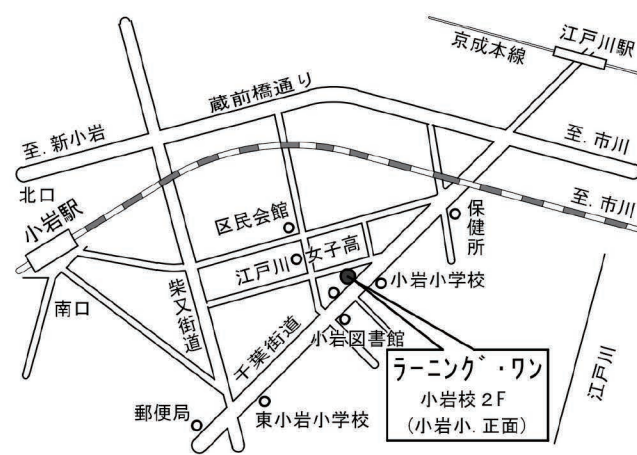 江戸川駅
京成本線
蔵前橋通り
至.新小岩
至.市川
北口
小岩駅
至.市川
区民会館
保健所
江戸川女子高
小岩小学校
南口
柴又街道
千葉街道
小岩図書館
ラーニング・ワン
小岩校2F
(小岩小.正面)
江戸川
郵便局
東小岩小学校